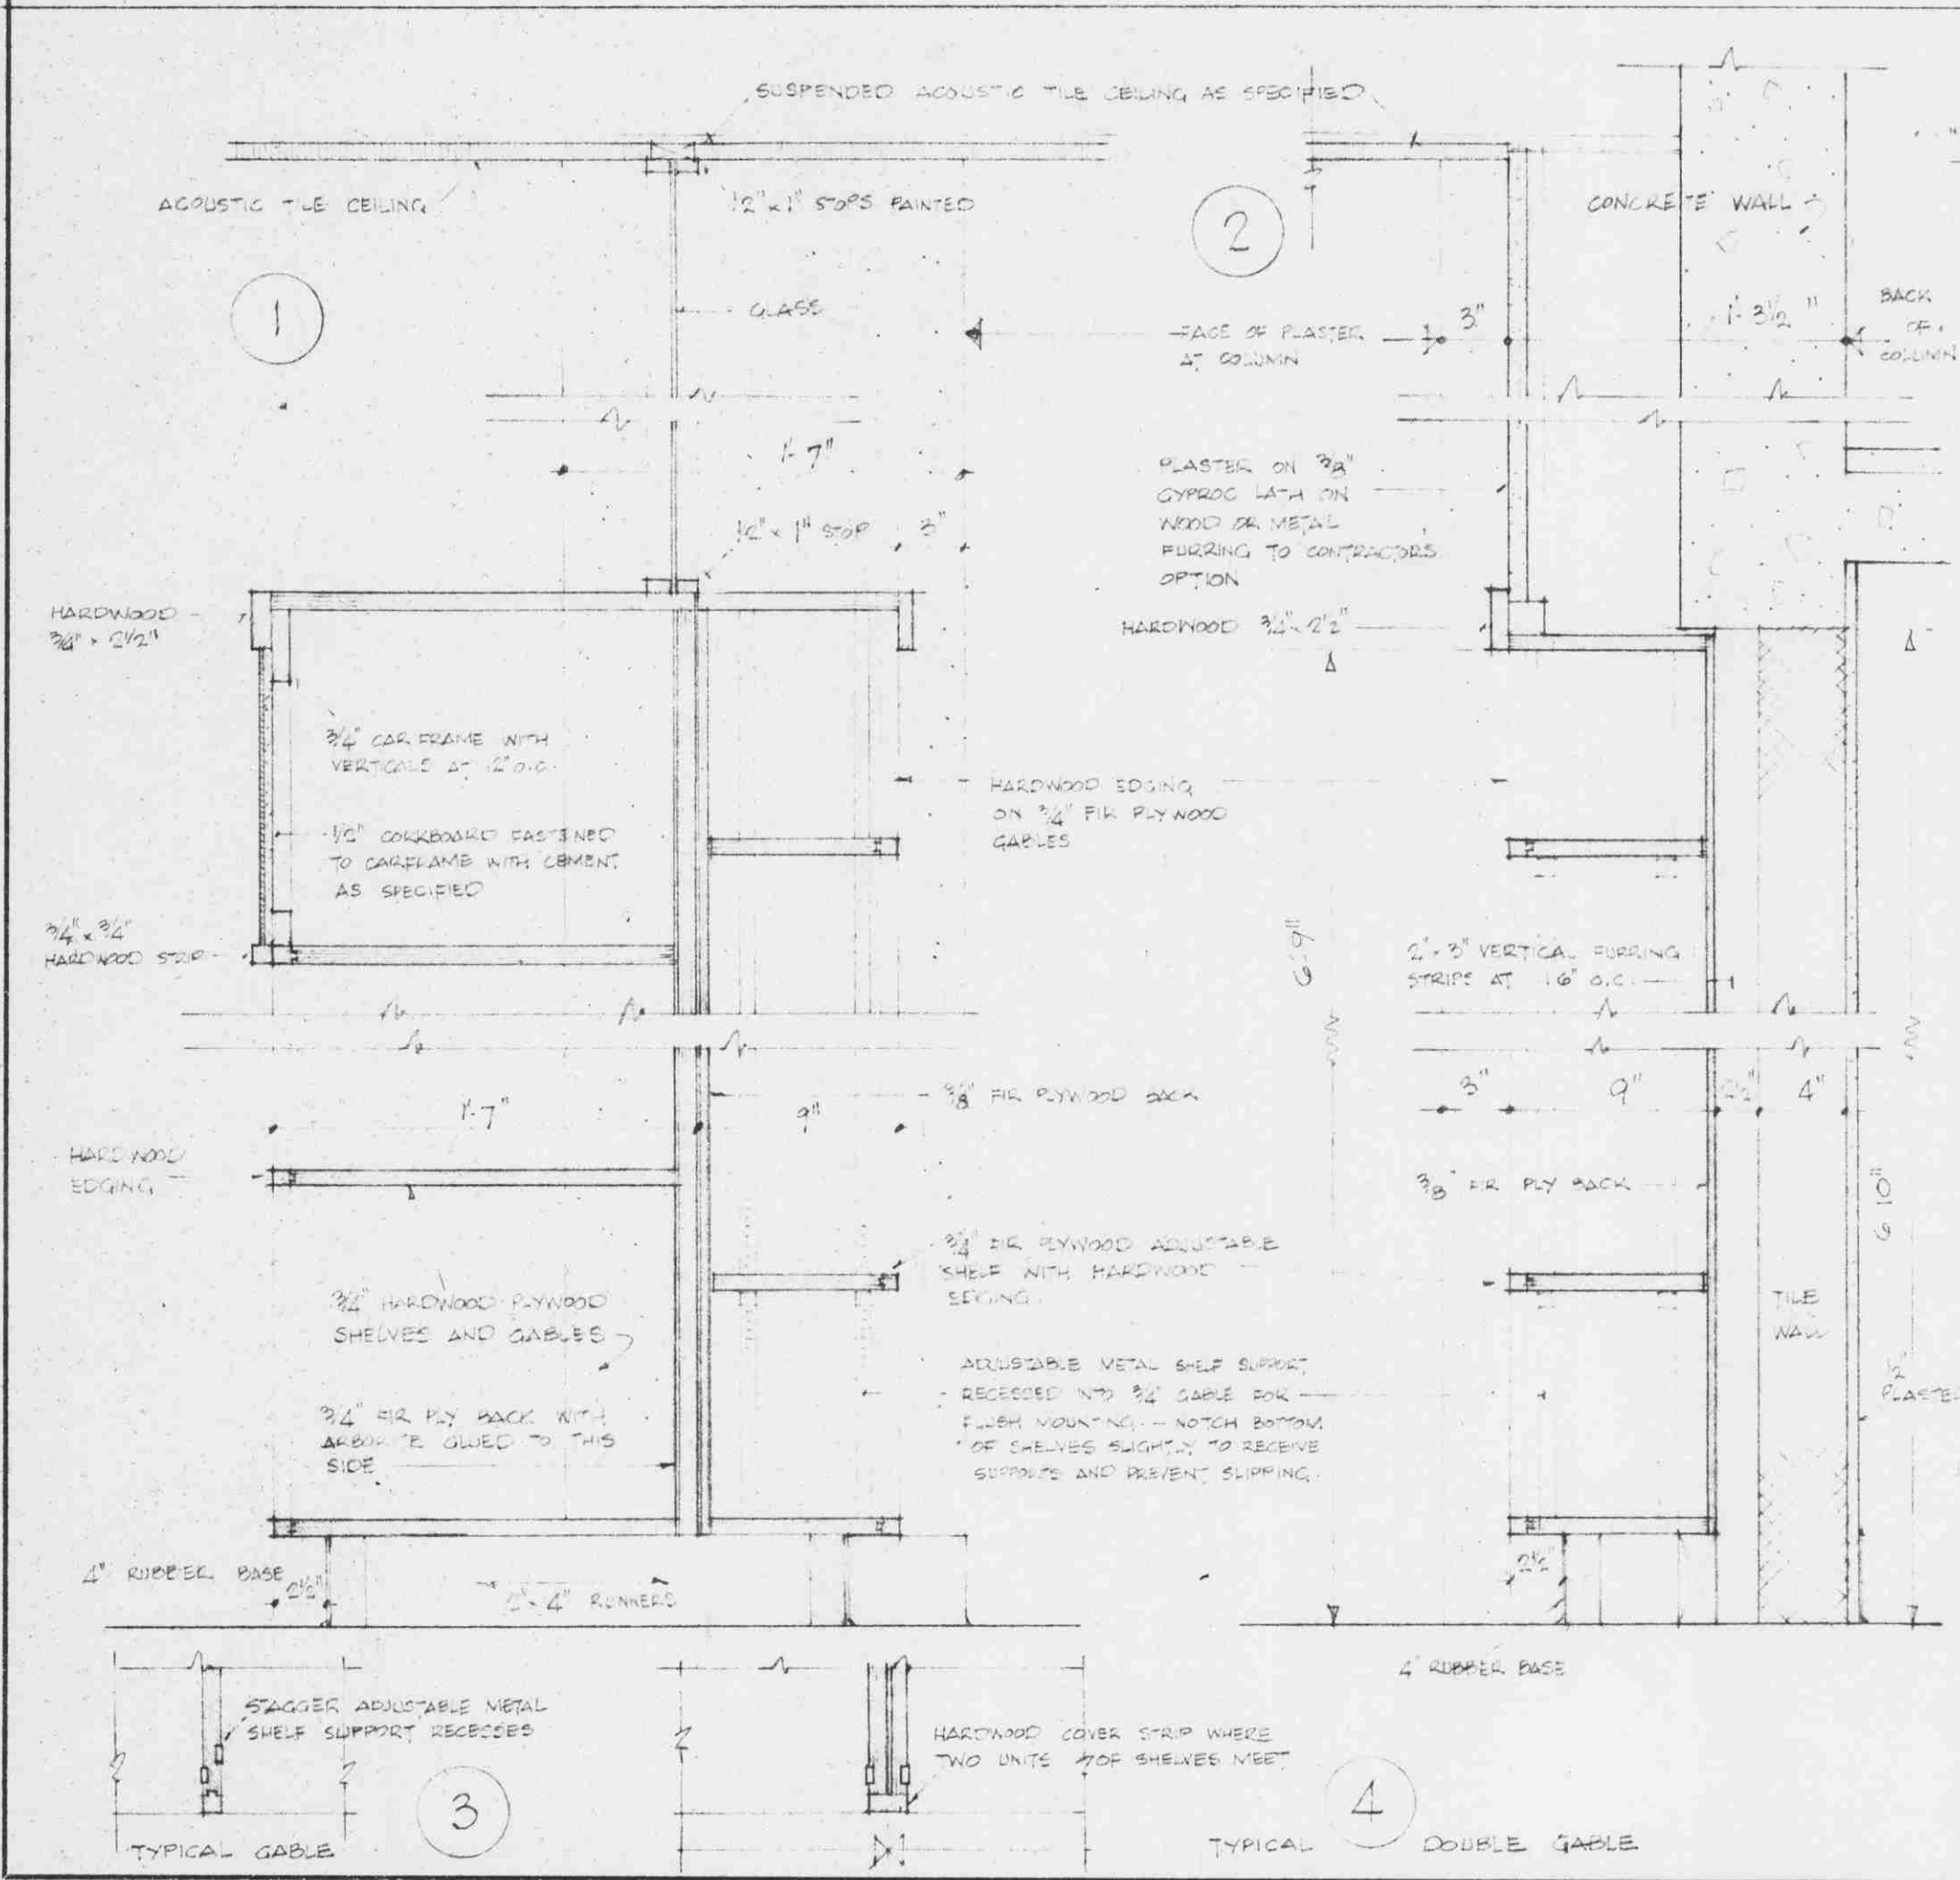 SUSPENDED ACOUSTIC TILE CEILING AS SPECIFIED
ACOUSTIC TILE CEILING
1/2" x 1" STOPS PAINTED
2
CONCRETE WALL
1
GLASS
FACE OF PLASTER
AT COLUMN
3"
1'-3 1/2"
BACK
OF
COLUMN
1'-7"
1/2" x 1" STOP
3"
PLASTER ON 3/8"
GYPROC LATH ON
WOOD OR METAL
FURRING TO CONTRACTORS
OPTION
HARDWOOD
3/4" x 2 1/2"
HARDWOOD 3/4" x 2 1/2"
3/4" CAR FRAME WITH
VERTICALS AT 12" O.C.
1/2" CORKBOARD FASTENED
TO CARFRAME WITH CEMENT
AS SPECIFIED
HARDWOOD EDGING
ON 3/4" FIR PLYWOOD
GABLES
3/4" x 3/4"
HARDWOOD STRIP
6'-9"
2" x 3" VERTICAL FURRING
STRIPS AT 16" O.C.
1'-7"
9"
3/8" FIR PLYWOOD BACK
3"
9"
2 1/2"
4"
HARDWOOD
EDGING
3/8" FIR PLY BACK
6'10"
3/4" FIR PLYWOOD ADJUSTABLE
SHELF WITH HARDWOOD
EDGING
3/4" HARDWOOD PLYWOOD
SHELVES AND GABLES
TILE
WALL
ADJUSTABLE METAL SHELF SUPPORT
RECESSED INTO 3/4" GABLE FOR
FLUSH MOUNTING - NOTCH BOTTOM
OF SHELVES SLIGHTLY TO RECEIVE
SUPPORTS AND PREVENT SLIPPING
PLASTER
3/4" FIR PLY BACK WITH
ARBORITE GLUED TO THIS
SIDE
4" RUBBER BASE
2 1/2"
2" x 4" RUNNERS
2 1/2"
4" RUBBER BASE
STAGGER ADJUSTABLE METAL
SHELF SUPPORT RECESSES
HARDWOOD COVER STRIP WHERE
TWO UNITS OF SHELVES MEET
3
4
TYPICAL GABLE
TYPICAL DOUBLE GABLE